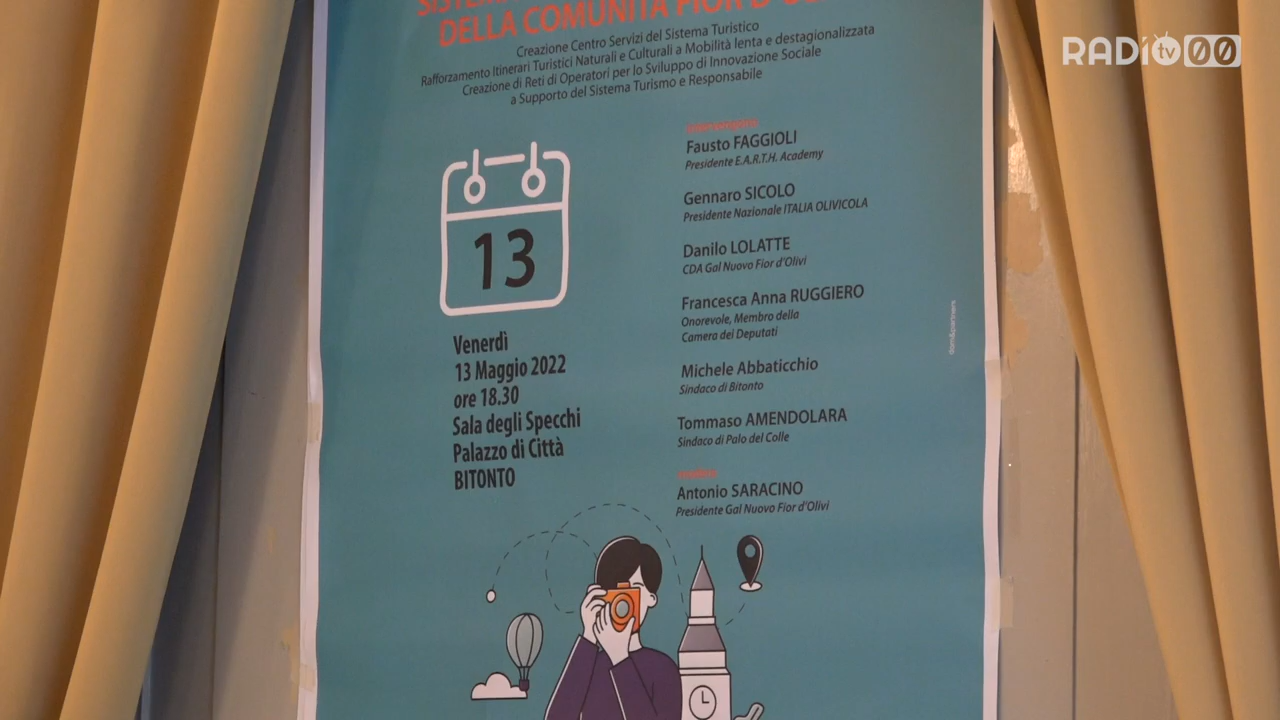 RADIO tv 00
DELLA COMUNITÀ FIOR D'
Creazione Centro Servizi del Sistema Turistico
Rafforzamento Itinerari Turistici Naturali e Culturali a Mobilità lenta e destagionalizzata
Creazione di Reti di Operatori per lo Sviluppo di Innovazione Sociale
a Supporto del Sistema Turismo e Responsabile
13
Venerdì
13 Maggio 2022
ore 18.30
Sala degli Specchi
Palazzo di Città
BITONTO
Fausto FAGGIOLI
Presidente E.A.R.T.H. Academy
Gennaro SICOLO
Presidente Nazionale ITALIA OLIVICOLA
Danilo LOLATTE
CDA Gal Nuovo Fior d'Olivi
Francesca Anna RUGGIERO
Onorevole, Membro della
Camera dei Deputati
Michele Abbaticchio
Sindaco di Bitonto
Tommaso AMENDOLARA
Sindaco di Palo del Colle
Antonio SARACINO
Presidente Gal Nuovo Fior d'Olivi